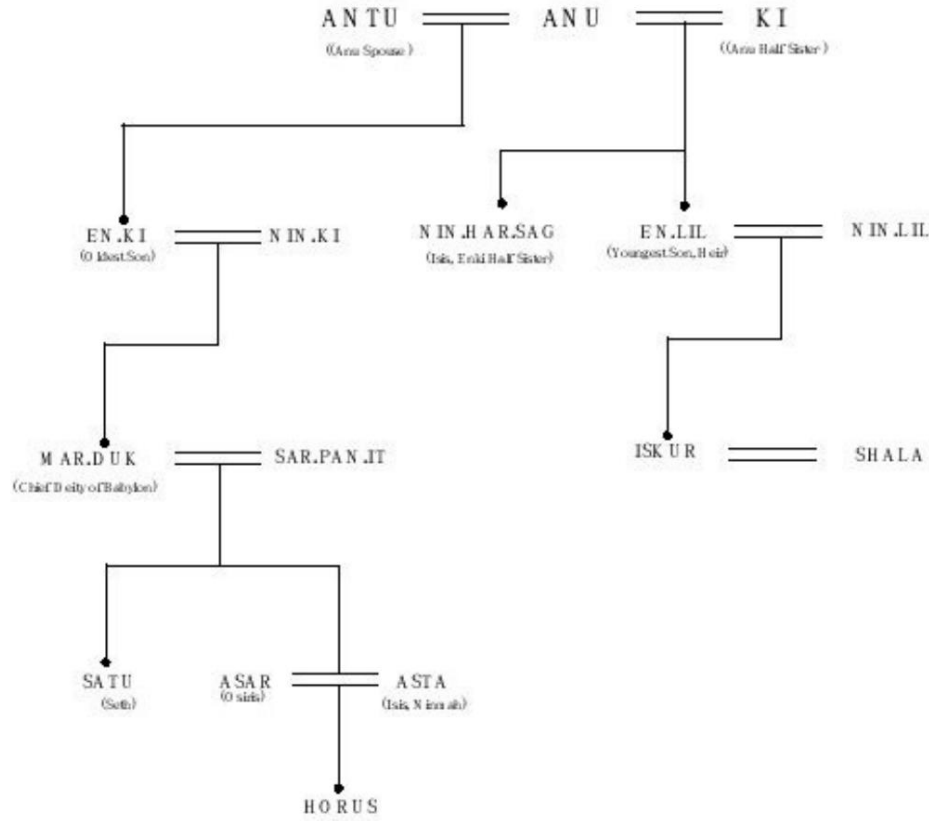 ANTU ANU KI
((Anu Spouse) ((Anu Half Sister)
EN.KI NIN.KI NIN.HAR.SAG EN.LIL NIN.LIL
(Oldest Son) (Isis, Enki Half Sister) (Youngest Son, Heir)
MAR.DUK SAR.PAN.IT ISKUR SHALA
(Chief Deity of Babylon)
SATU ASAR ASTA
(Seth) (Osiris) (Isis, Ninmah)
HORUS